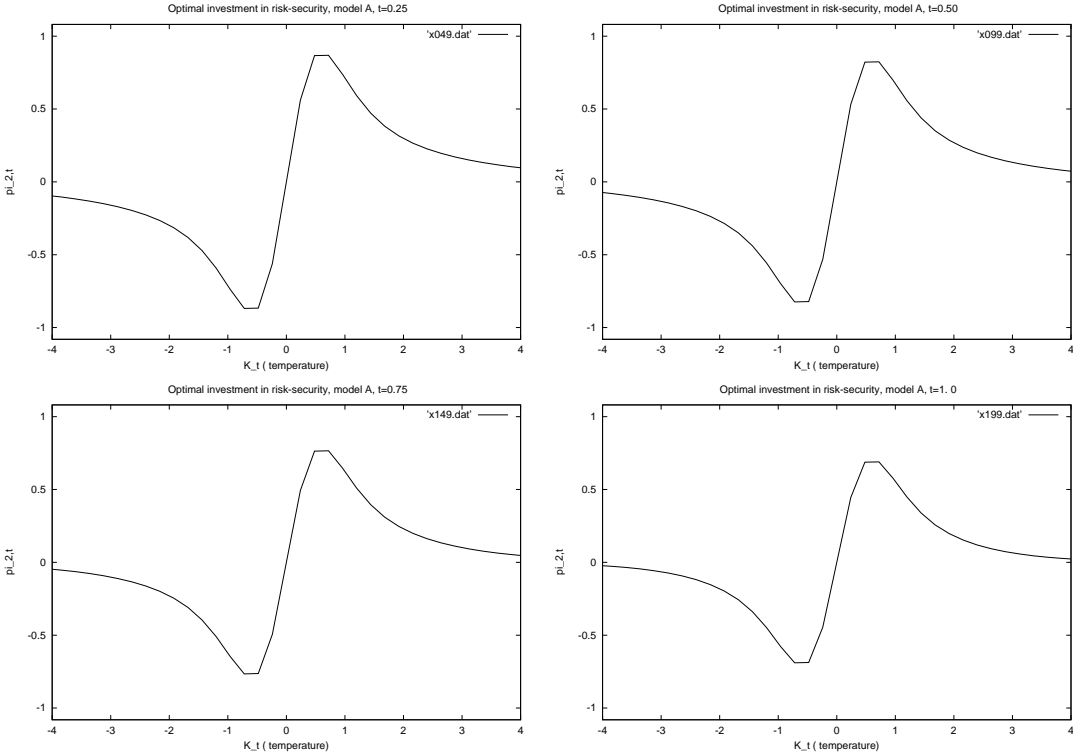 Optimal investment in risk-security, model A, t=0.25
1
0.5
0
-0.5
-1
pi_2,t
'x049.dat'
-4 -3 -2 -1 0 1 2 3 4
K_t ( temperature)
Optimal investment in risk-security, model A, t=0.50
1
0.5
0
-0.5
-1
pi_2,t
'x099.dat'
-4 -3 -2 -1 0 1 2 3 4
K_t ( temperature)
Optimal investment in risk-security, model A, t=0.75
1
0.5
0
-0.5
-1
pi_2,t
'x149.dat'
-4 -3 -2 -1 0 1 2 3 4
K_t ( temperature)
Optimal investment in risk-security, model A, t=1. 0
1
0.5
0
-0.5
-1
pi_2,t
'x199.dat'
-4 -3 -2 -1 0 1 2 3 4
K_t ( temperature)